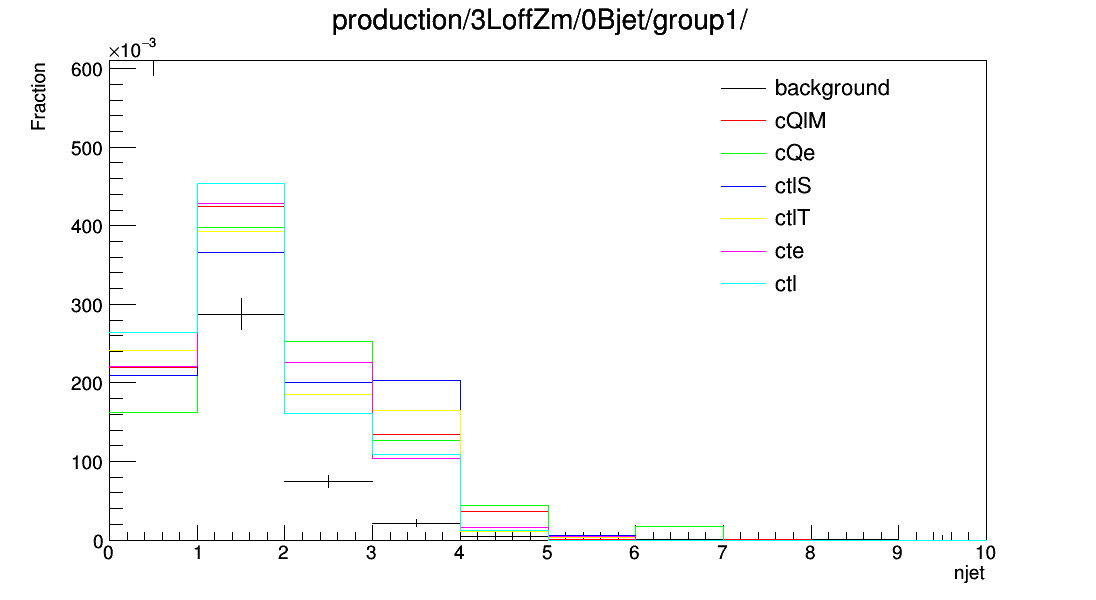 production/3LoffZm/0Bjet/group1/
×10⁻³
Fraction
600
500
400
300
200
100
0
background
cQlM
cQe
ctlS
ctlT
cte
ctl
0 1 2 3 4 5 6 7 8 9 10
njet